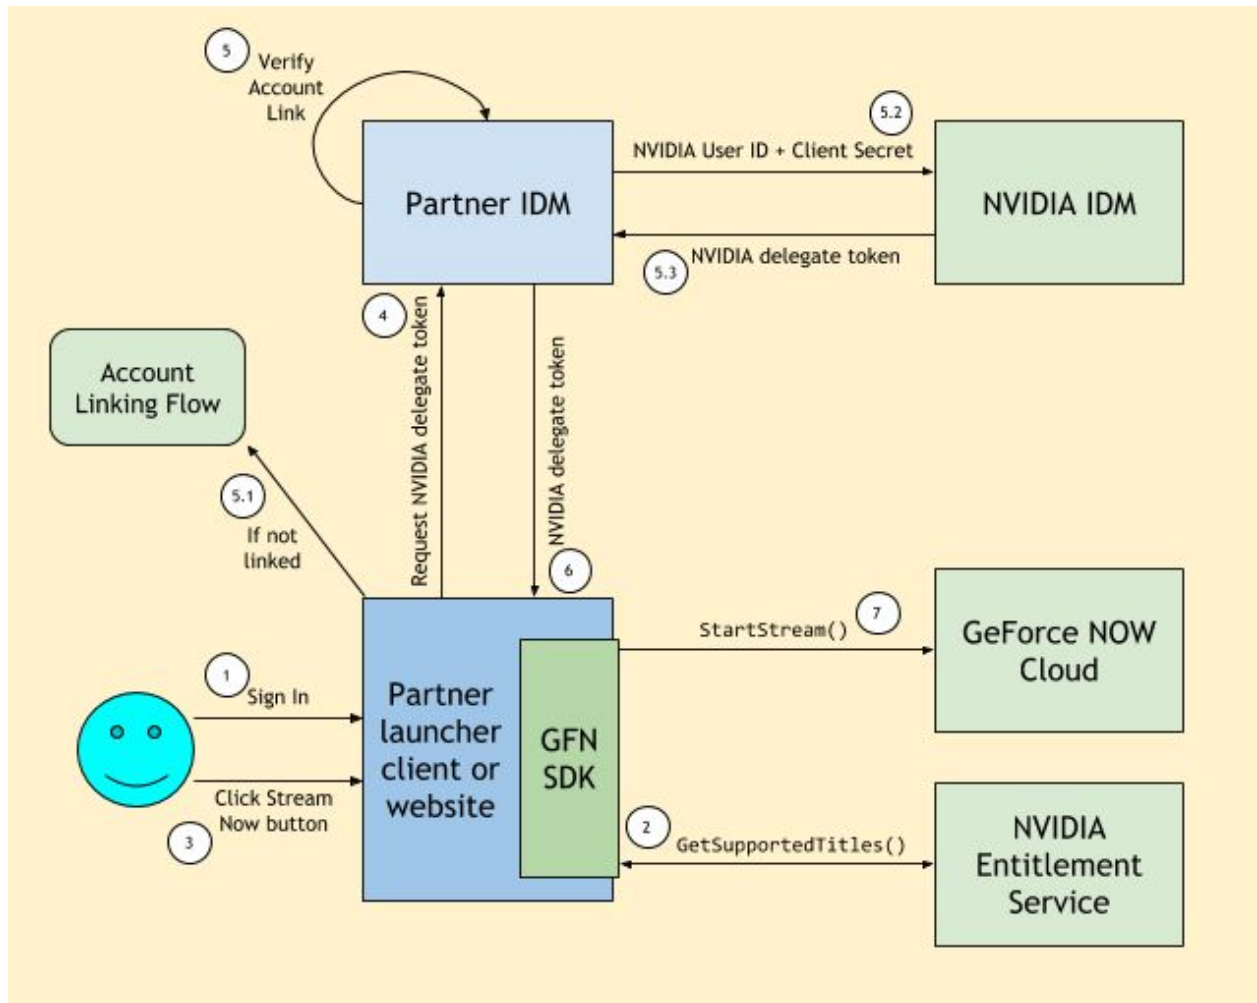 5
Verify
Account
Link
5.2
NVIDIA User ID + Client Secret
Partner IDM
NVIDIA IDM
NVIDIA delegate token
5.3
4
Request NVIDIA delegate token
NVIDIA delegate token
Account
Linking Flow
5.1
If not
linked
6
7
StartStream()
GeForce NOW
Cloud
1
Sign In
Partner
launcher
client or
website
GFN
SDK
Click Stream
Now button
3
2
GetSupportedTitles()
NVIDIA
Entitlement
Service